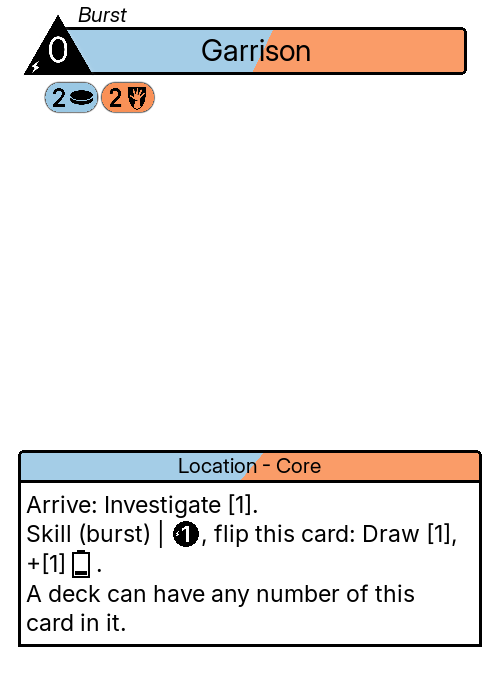 Burst
0 Garrison
2 2
Location - Core
Arrive: Investigate [1].
Skill (burst) | 1, flip this card: Draw [1],
+[1] .
A deck can have any number of this
card in it.